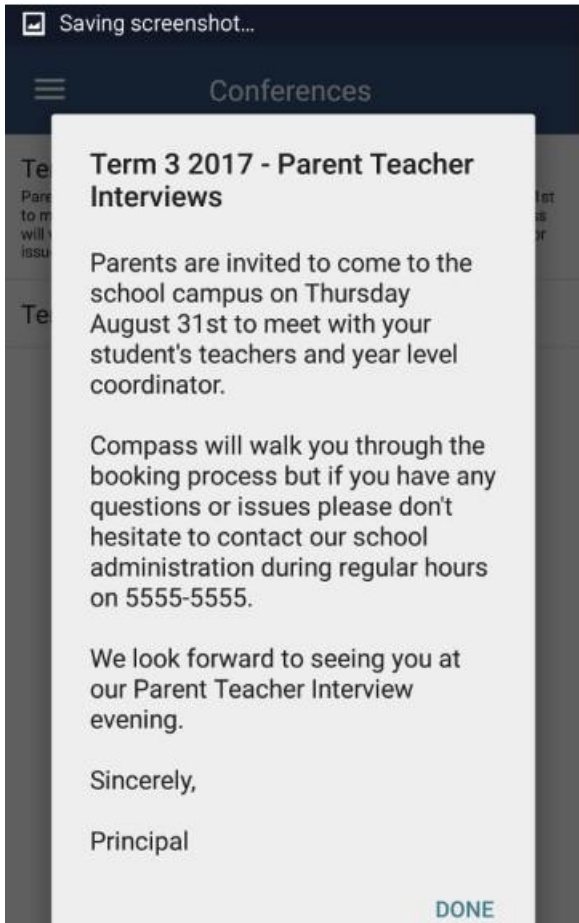 Saving screenshot...
Conferences
Term 3 2017 - Parent Teacher
Interviews
Parents are invited to come to the
school campus on Thursday
August 31st to meet with your
student's teachers and year level
coordinator.
Compass will walk you through the
booking process but if you have any
questions or issues please don't
hesitate to contact our school
administration during regular hours
on 5555-5555.
We look forward to seeing you at
our Parent Teacher Interview
evening.
Sincerely,
Principal
DONE